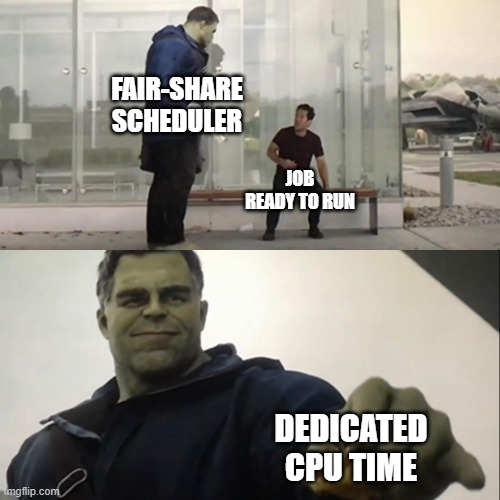 FAIR-SHARE
SCHEDULER
JOB
READY TO RUN
DEDICATED
CPU TIME
imgflip.com